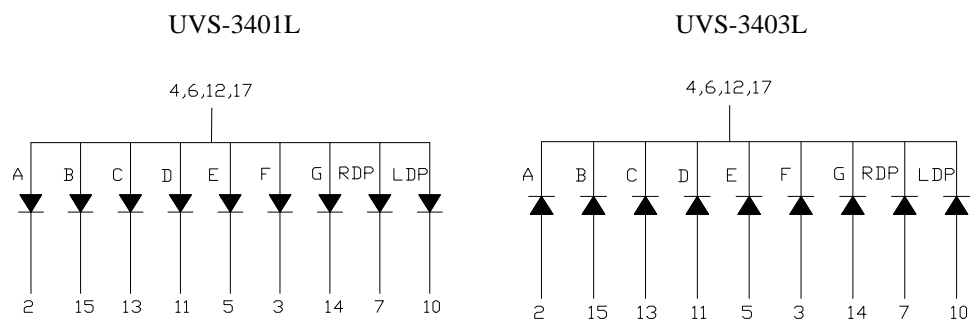 UVS-3401L UVS-3403L
4,6,12,17 4,6,12,17
A B C D E F G RDP LDP A B C D E F G RDP LDP
2 15 13 11 5 3 14 7 10 2 15 13 11 5 3 14 7 10